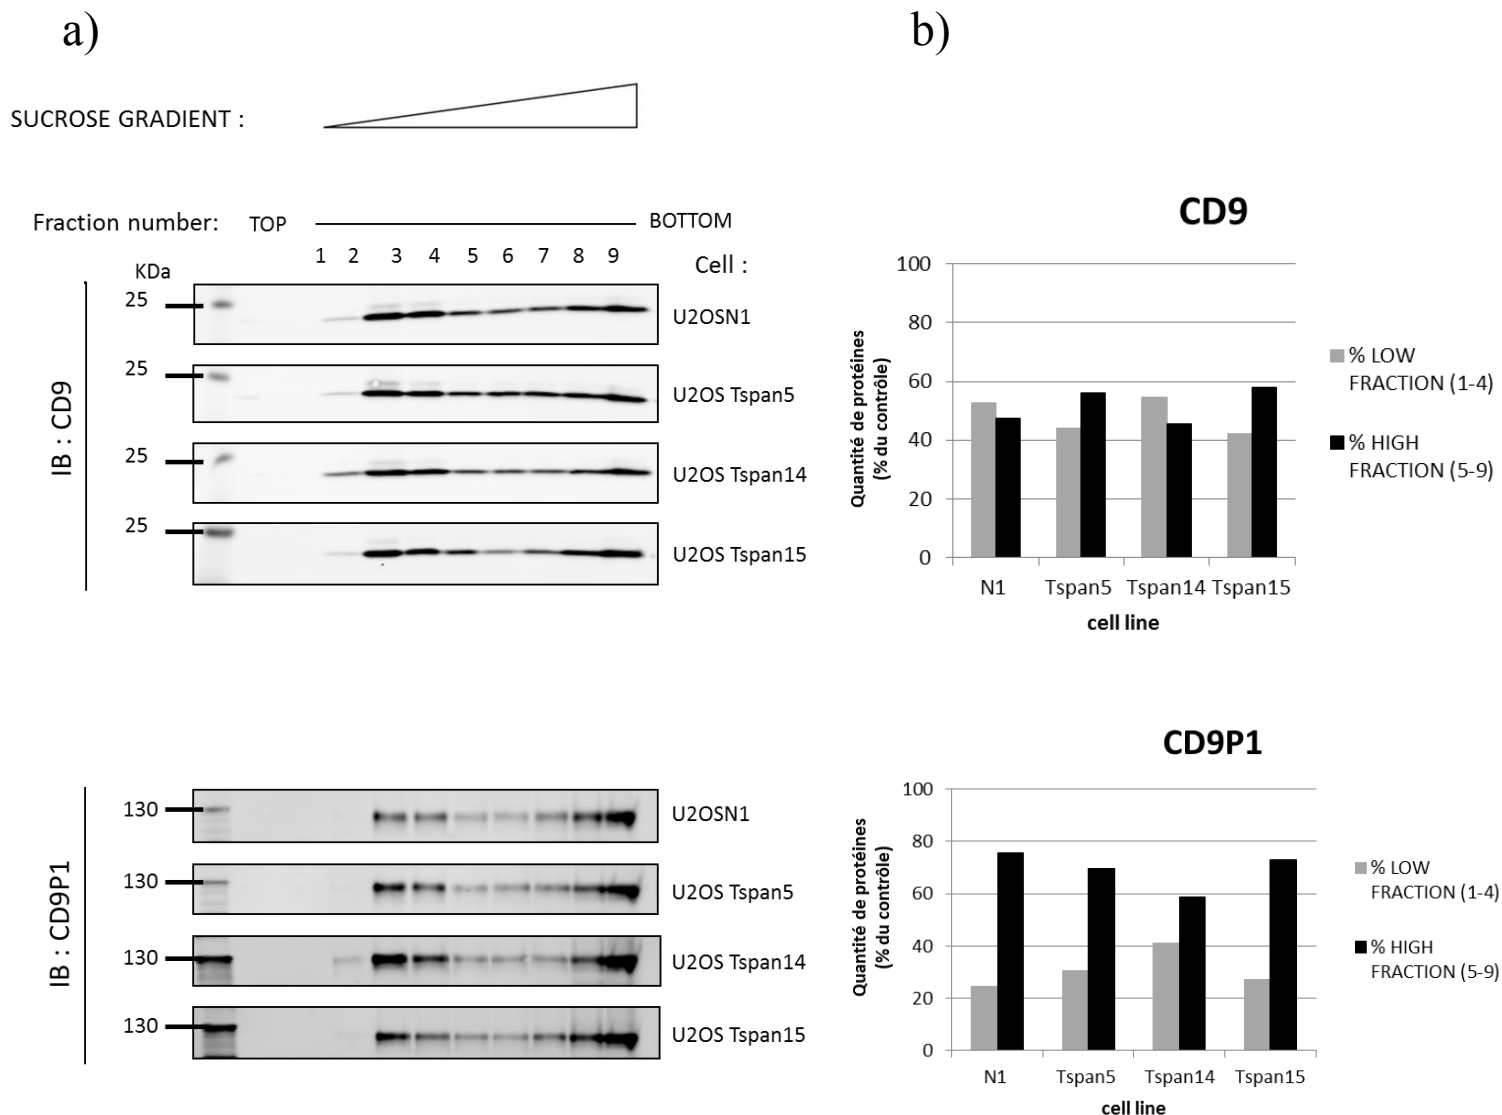 a)
SUCROSE GRADIENT :
Fraction number:
TOP
BOTTOM
1 2 3 4 5 6 7 8 9
Cell :
KDa
IB : CD9
25
U2OSN1
25
U2OS Tspan5
25
U2OS Tspan14
25
U2OS Tspan15
IB : CD9P1
130
U2OSN1
130
U2OS Tspan5
130
U2OS Tspan14
130
U2OS Tspan15
b)
CD9
Quantité de protéines
(% du contrôle)
100
80
60
40
20
0
N1 Tspan5 Tspan14 Tspan15
cell line
% LOW
FRACTION (1-4)
% HIGH
FRACTION (5-9)
CD9P1
Quantité de protéines
(% du contrôle)
100
80
60
40
20
0
N1 Tspan5 Tspan14 Tspan15
cell line
% LOW
FRACTION (1-4)
% HIGH
FRACTION (5-9)